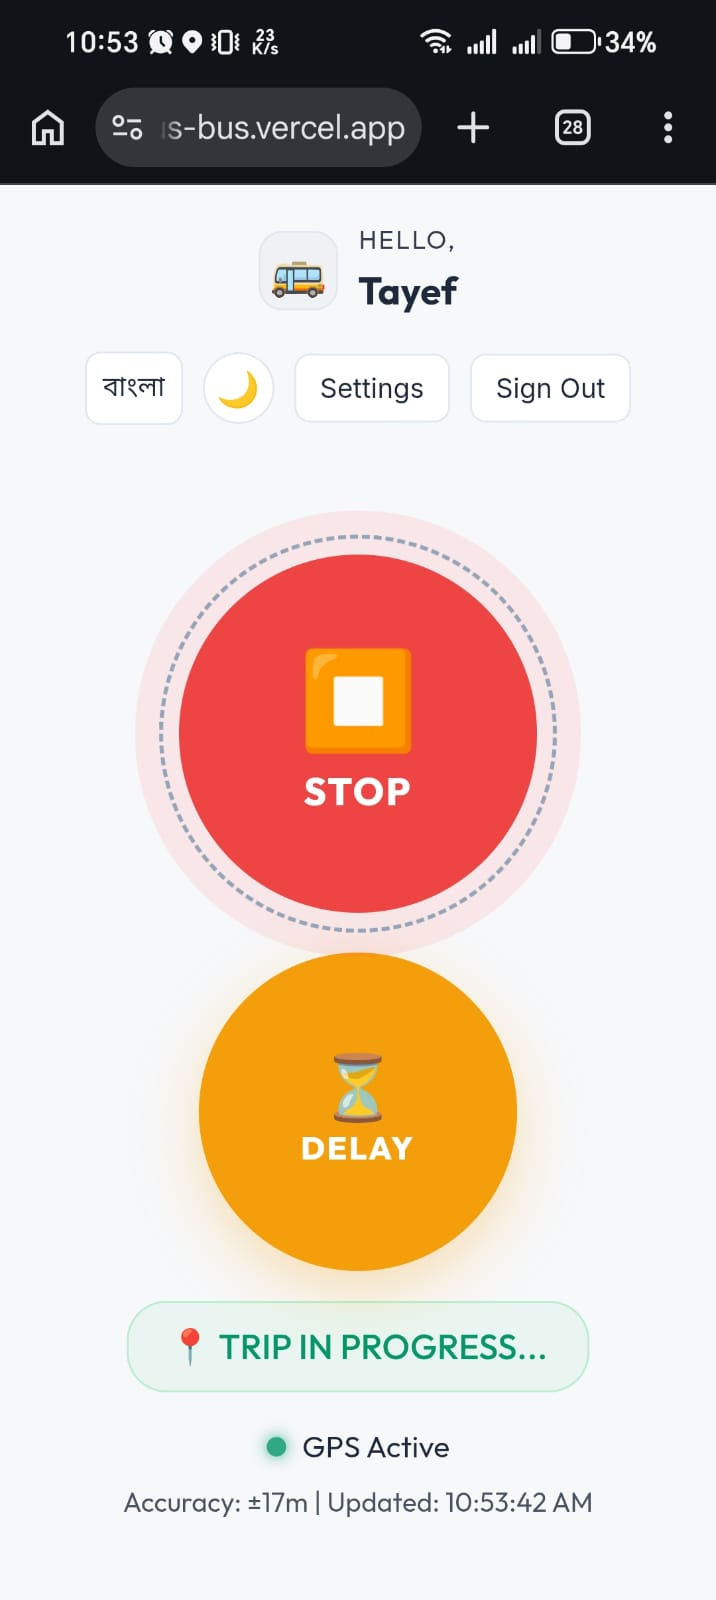 10:53 23 K/s 34%
s-bus.vercel.app 28
HELLO,
Tayef
বাংলা Settings Sign Out
STOP
DELAY
TRIP IN PROGRESS...
GPS Active
Accuracy: ±17m | Updated: 10:53:42 AM